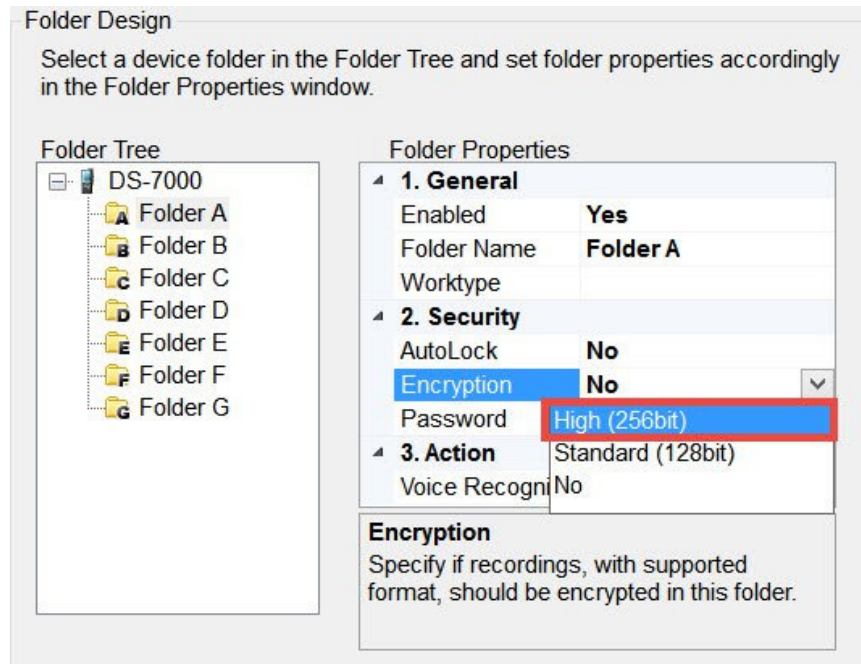 Folder Design
Select a device folder in the Folder Tree and set folder properties accordingly
in the Folder Properties window.
Folder Tree
DS-7000
A Folder A
B Folder B
C Folder C
D Folder D
E Folder E
F Folder F
G Folder G
Folder Properties
1. General
Enabled Yes
Folder Name Folder A
Worktype
2. Security
AutoLock No
Encryption No
Password
High (256bit)
3. Action
Standard (128bit)
Voice Recogni
No
Encryption
Specify if recordings, with supported
format, should be encrypted in this folder.